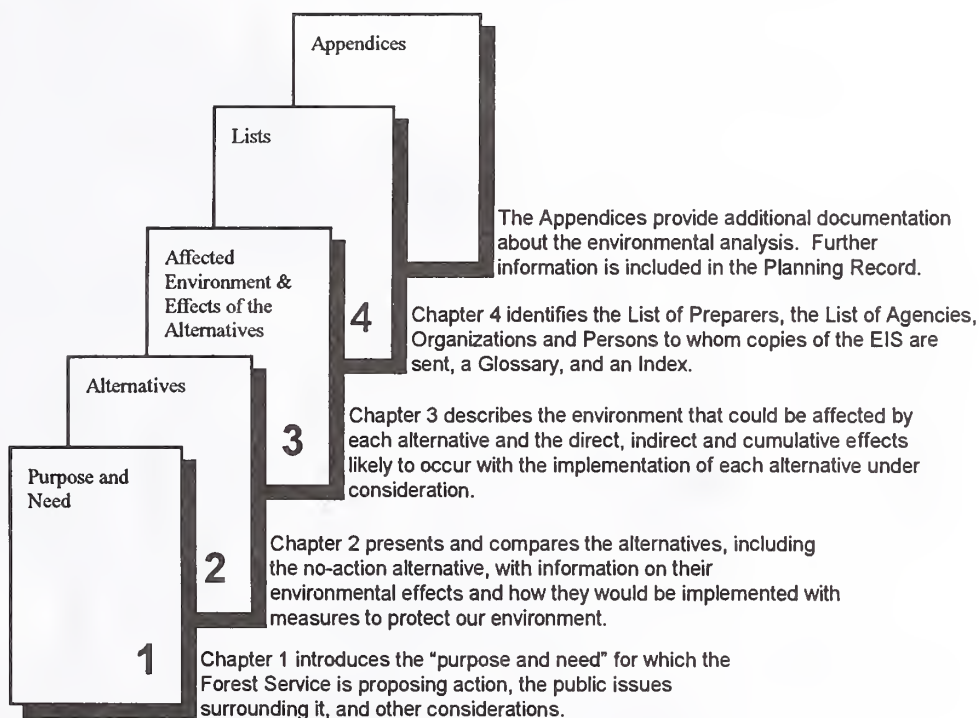 Appendices
Lists
The Appendices provide additional documentation
about the environmental analysis. Further
information is included in the Planning Record.
Affected
Environment &
Effects of the
Alternatives
4
Chapter 4 identifies the List of Preparers, the List of Agencies,
Organizations and Persons to whom copies of the EIS are
sent, a Glossary, and an Index.
Alternatives
3
Chapter 3 describes the environment that could be affected by
each alternative and the direct, indirect and cumulative effects
likely to occur with the implementation of each alternative under
consideration.
Purpose and
Need
2
Chapter 2 presents and compares the alternatives, including
the no-action alternative, with information on their
environmental effects and how they would be implemented with
measures to protect our environment.
1
Chapter 1 introduces the "purpose and need" for which the
Forest Service is proposing action, the public issues
surrounding it, and other considerations.